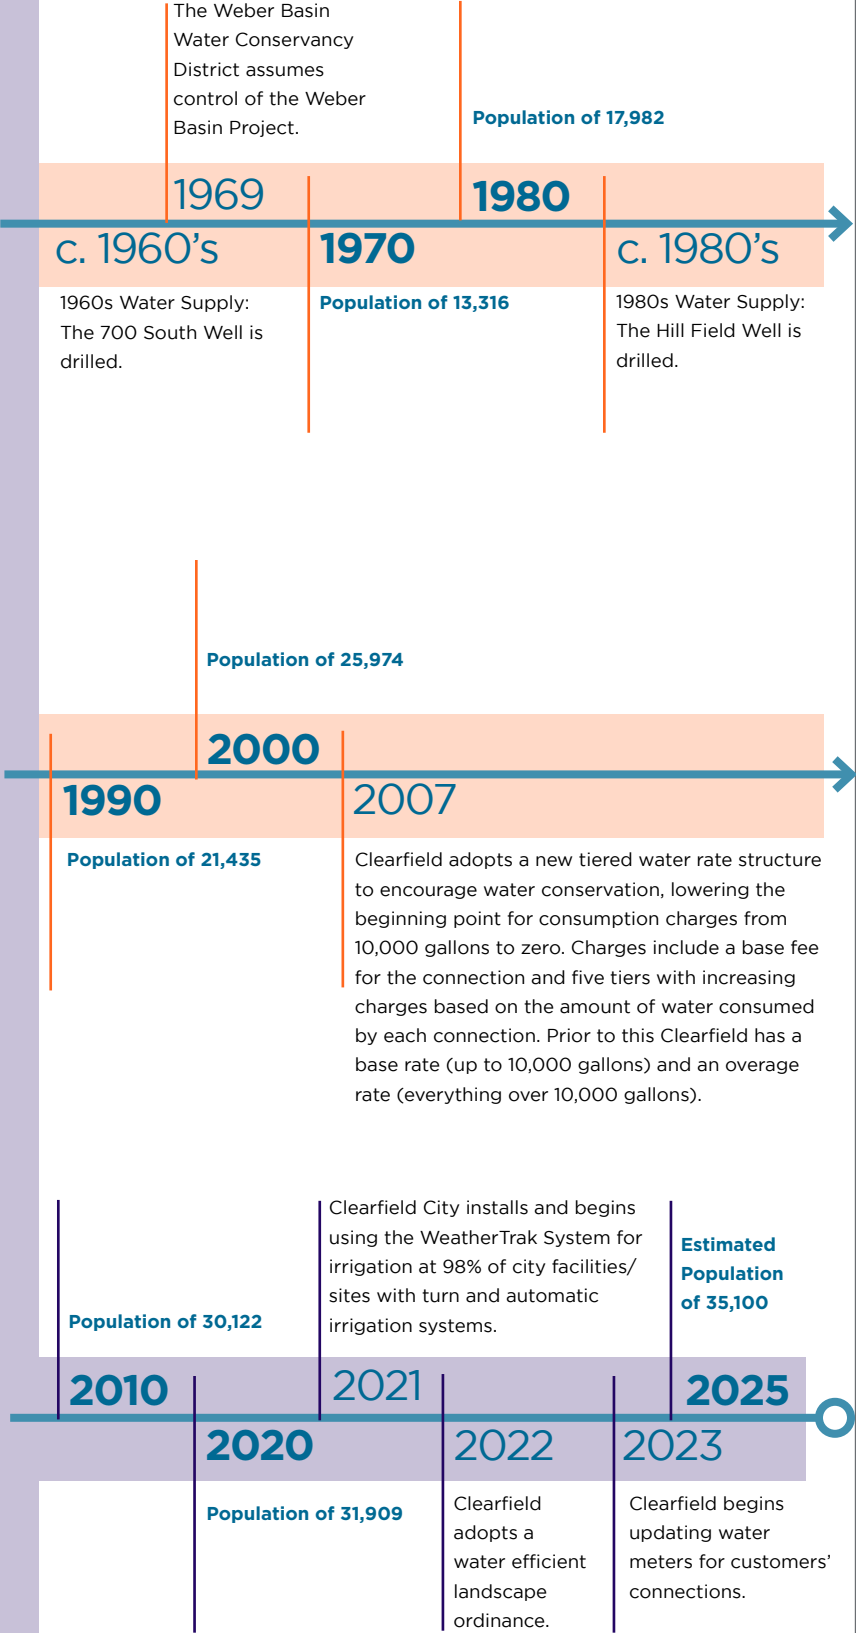 The Weber Basin
Water Conservancy
District assumes
control of the Weber
Basin Project.
1969
Population of 17,982
1980
c. 1960's
1960s Water Supply:
The 700 South Well is
drilled.
1970
Population of 13,316
c. 1980's
1980s Water Supply:
The Hill Field Well is
drilled.
Population of 25,974
2000
1990
Population of 21,435
2007
Clearfield adopts a new tiered water rate structure
to encourage water conservation, lowering the
beginning point for consumption charges from
10,000 gallons to zero. Charges include a base fee
for the connection and five tiers with increasing
charges based on the amount of water consumed
by each connection. Prior to this Clearfield has a
base rate (up to 10,000 gallons) and an overage
rate (everything over 10,000 gallons).
Population of 30,122
2010
Clearfield City installs and begins
using the WeatherTrak System for
irrigation at 98% of city facilities/
sites with turn and automatic
irrigation systems.
2021
Estimated
Population
of 35,100
2025
2020
Population of 31,909
2022
Clearfield
adopts a
water efficient
landscape
ordinance.
2023
Clearfield begins
updating water
meters for customers'
connections.